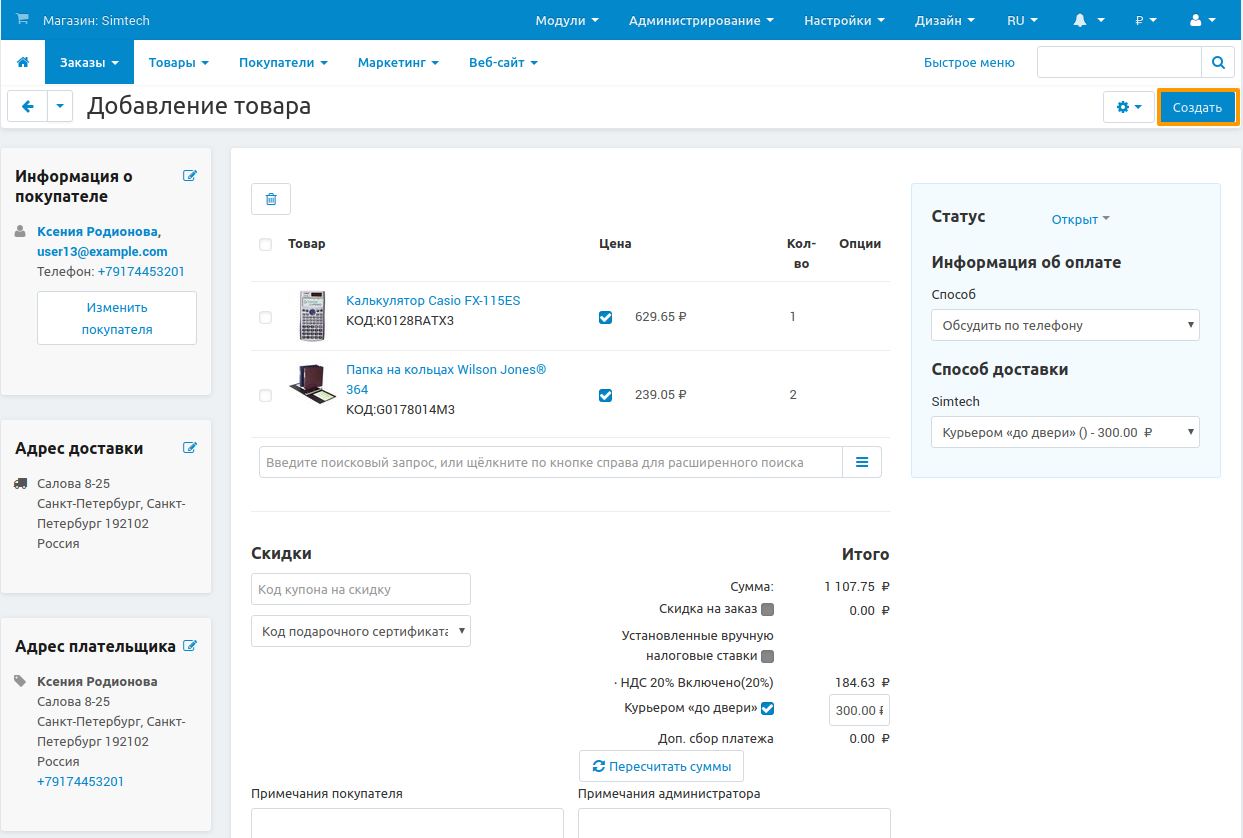 Магазин: Simtech
Модули
Администрирование
Настройки
Дизайн
RU
₽
Заказы
Товары
Покупатели
Маркетинг
Веб-сайт
Быстрое меню
Добавление товара
Создать
Информация о
покупателе
Ксения Родионова,
user13@example.com
Телефон: +79174453201
Изменить
покупателя
Адрес доставки
Салова 8-25
Санкт-Петербург, Санкт-
Петербург 192102
Россия
Адрес плательщика
Ксения Родионова
Салова 8-25
Санкт-Петербург, Санкт-
Петербург 192102
Россия
+79174453201
Товар
Цена
Кол-
во
Опции
Калькулятор Casio FX-115ES
КОД:K0128RATX3
629.65 ₽
1
Папка на кольцах Wilson Jones®
364
КОД:G0178014M3
239.05 ₽
2
Введите поисковый запрос, или щёлкните по кнопке справа для расширенного поиска
Скидки
Код купона на скидку
Код подарочного сертификата
Итого
Сумма: 1 107.75 ₽
Скидка на заказ 0.00 ₽
Установленные вручную
налоговые ставки
· НДС 20% Включено(20%) 184.63 ₽
Курьером «до двери» 300.00 ₽
Доп. сбор платежа 0.00 ₽
Пересчитать суммы
Примечания покупателя
Примечания администратора
Статус
Открыт
Информация об оплате
Способ
Обсудить по телефону
Способ доставки
Simtech
Курьером «до двери» () - 300.00 ₽